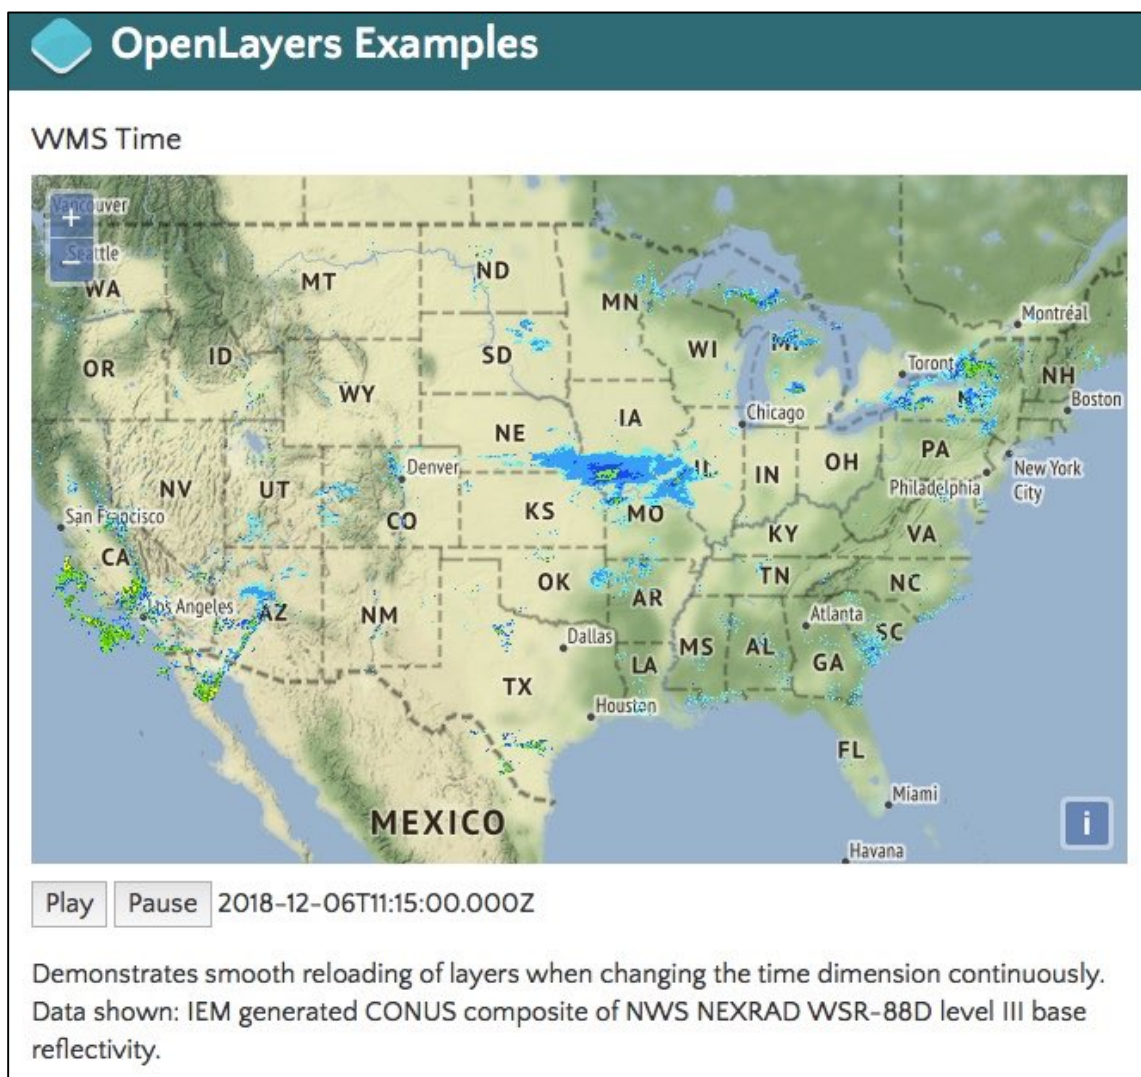 OpenLayers Examples
WMS Time
Vancouver
+
Seattle
–
WA
MT
ND
MN
Montréal
OR
ID
SD
WI
MI
Toront
NH
WY
Boston
IA
Chicago
NE
Denver
IL
IN
OH
PA
New York
City
NV
UT
Philadelphia
San Francisco
CO
KS
MO
KY
VA
CA
OK
TN
NC
Los Angeles
AZ
NM
AR
Atlanta
SC
Dallas
MS
AL
GA
LA
TX
Houston
FL
Miami
MEXICO
i
Havana
Play Pause 2018-12-06T11:15:00.000Z
Demonstrates smooth reloading of layers when changing the time dimension continuously.
Data shown: IEM generated CONUS composite of NWS NEXRAD WSR-88D level III base
reflectivity.